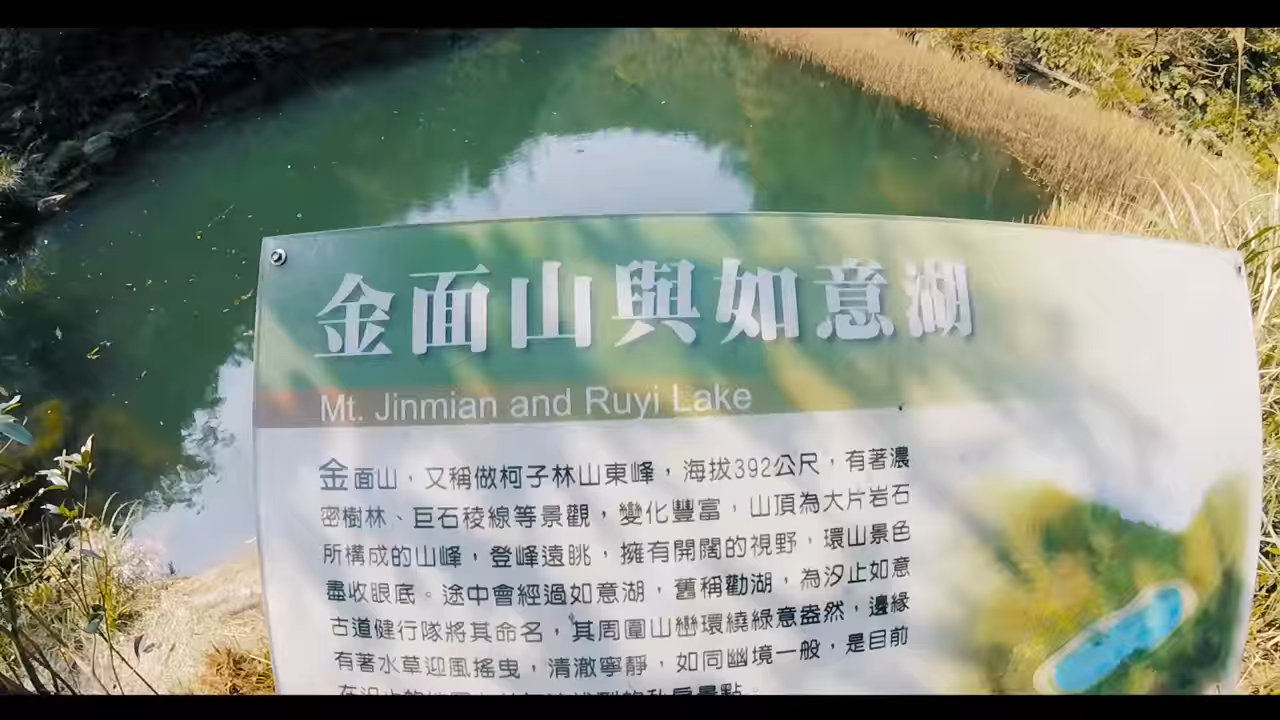 金面山與如意湖
Mt. Jinmian and Ruyi Lake
金面山，又稱做柯子林山東峰，海拔392公尺，有著濃
密樹林、巨石稜線等景觀，變化豐富，山頂為大片岩石
所構成的山峰，登峰遠眺，擁有開闊的視野，環山景色
盡收眼底。途中會經過如意湖，舊稱勸湖，為汐止如意
古道健行隊將其命名，其周圍山巒環繞綠意盎然，邊緣
有著水草迎風搖曳，清澈寧靜，如同幽境一般，是目前